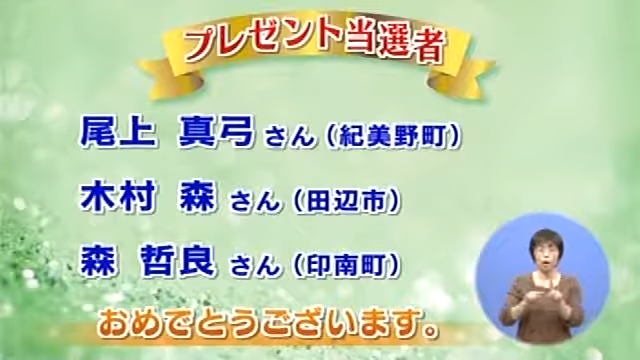 プレゼント当選者
尾上 真弓 さん（紀美野町）
木村 森 さん（田辺市）
森 哲良 さん（印南町）
おめでとうございます。